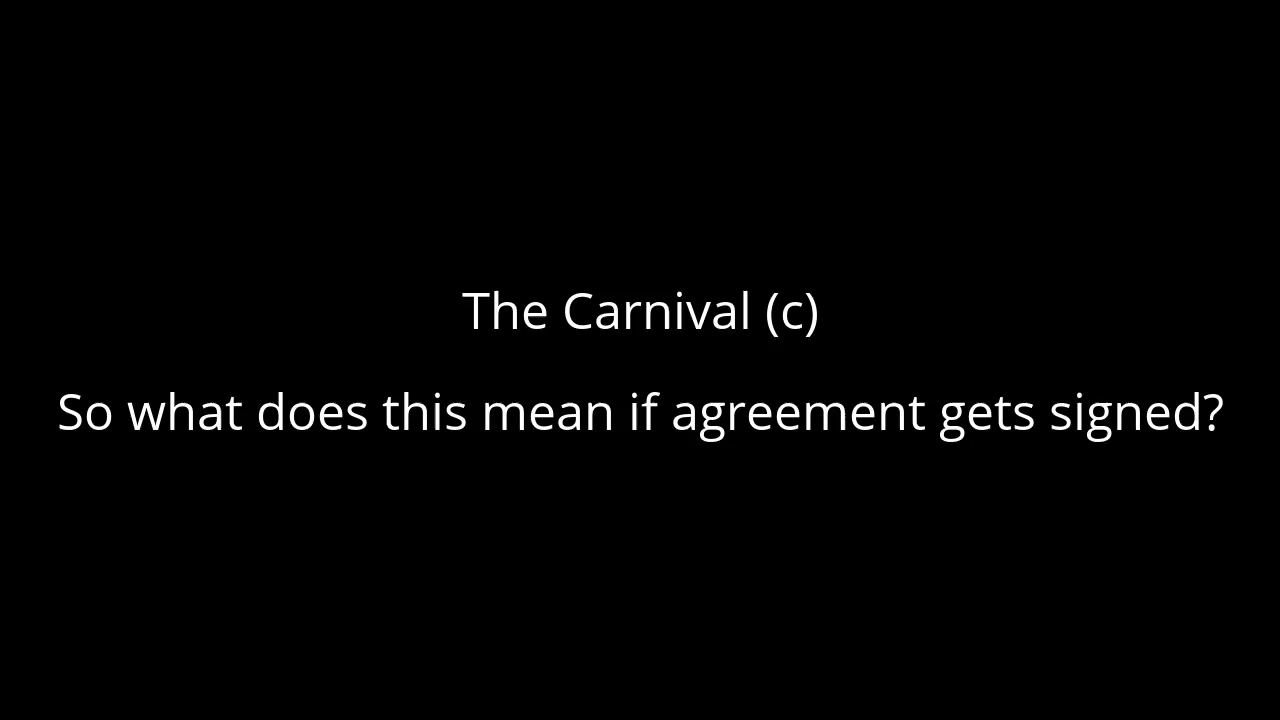 The Carnival (c)
So what does this mean if agreement gets signed?